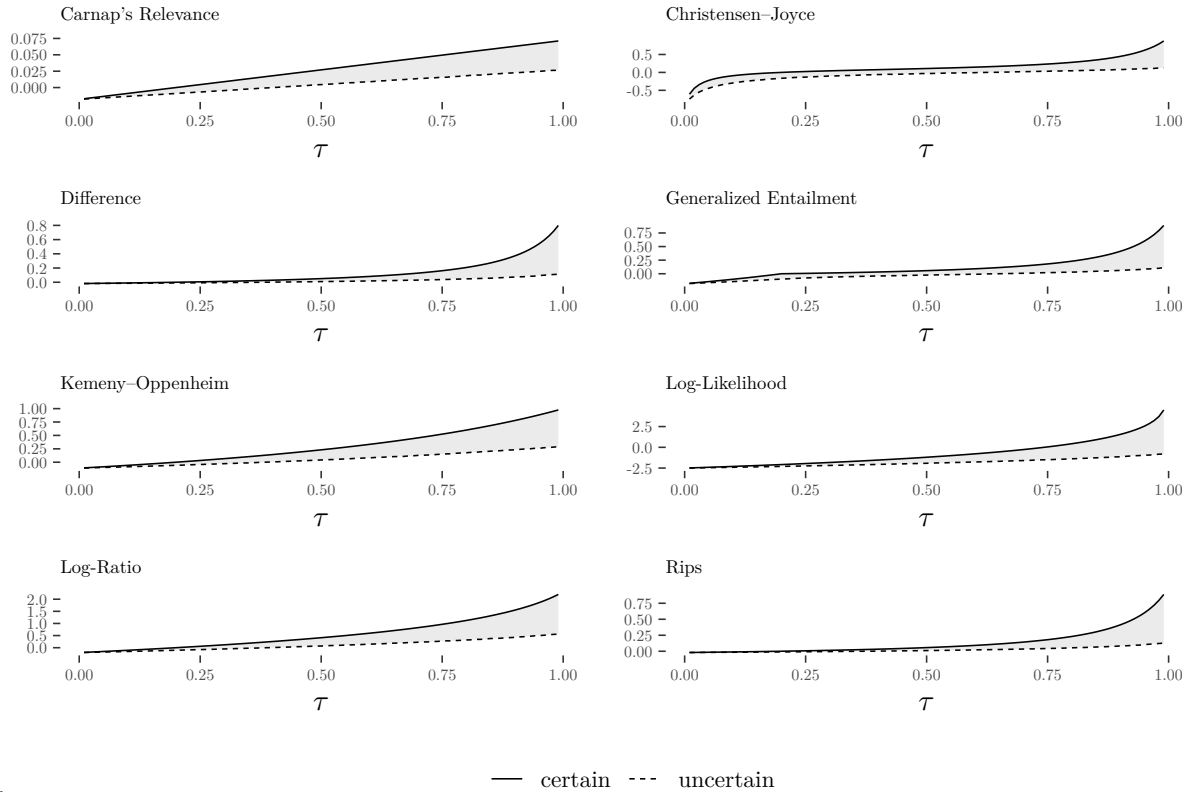 Carnap's Relevance
0.075
0.050
0.025
0.000
0.00 0.25 0.50 0.75 1.00
τ
Christensen–Joyce
0.5
0.0
-0.5
0.00 0.25 0.50 0.75 1.00
τ
Difference
0.8
0.6
0.4
0.2
0.0
0.00 0.25 0.50 0.75 1.00
τ
Generalized Entailment
0.75
0.50
0.25
0.00
0.00 0.25 0.50 0.75 1.00
τ
Kemeny–Oppenheim
1.00
0.75
0.50
0.25
0.00
0.00 0.25 0.50 0.75 1.00
τ
Log-Likelihood
2.5
0.0
-2.5
0.00 0.25 0.50 0.75 1.00
τ
Log-Ratio
2.0
1.5
1.0
0.5
0.0
0.00 0.25 0.50 0.75 1.00
τ
Rips
0.75
0.50
0.25
0.00
0.00 0.25 0.50 0.75 1.00
τ
certain uncertain